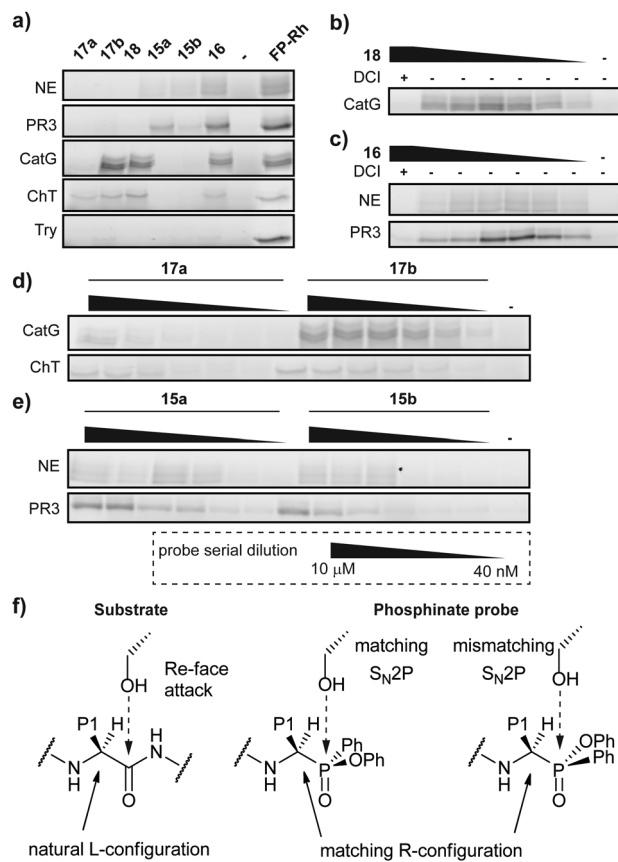 a)
17a 17b 18 15a 15b 16 - FP-Rh
NE
PR3
CatG
ChT
Try
b)
18 -
DCI + - - - - - - -
CatG
c)
16 -
DCI + - - - - - - -
NE
PR3
d)
17a 17b
-
CatG
ChT
e)
15a 15b
-
NE
PR3
probe serial dilution
10 μM 40 nM
f)
Substrate Phosphinate probe
matching mismatching
SN2P SN2P
OH OH OH
Re-face
attack
P1 H H P1 H Ph P1 H OPh
N N P OPh N P Ph
H O H O H O
natural L-configuration matching R-configuration